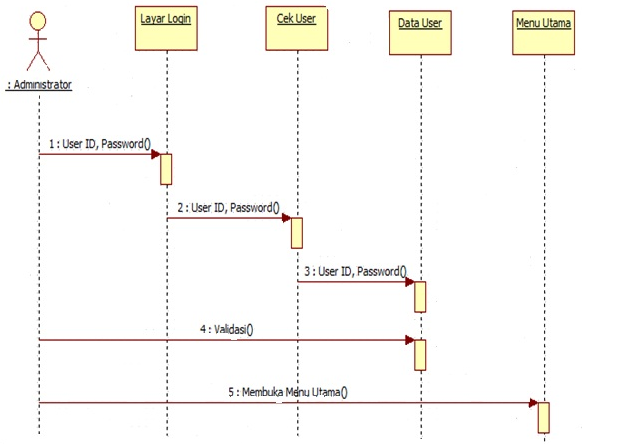 Layar Login
Cek User
Data User
Menu Utama
: Administrator
1 : User ID, Password()
2 : User ID, Password()
3 : User ID, Password()
4 : Validasi()
5 : Membuka Menu Utama()